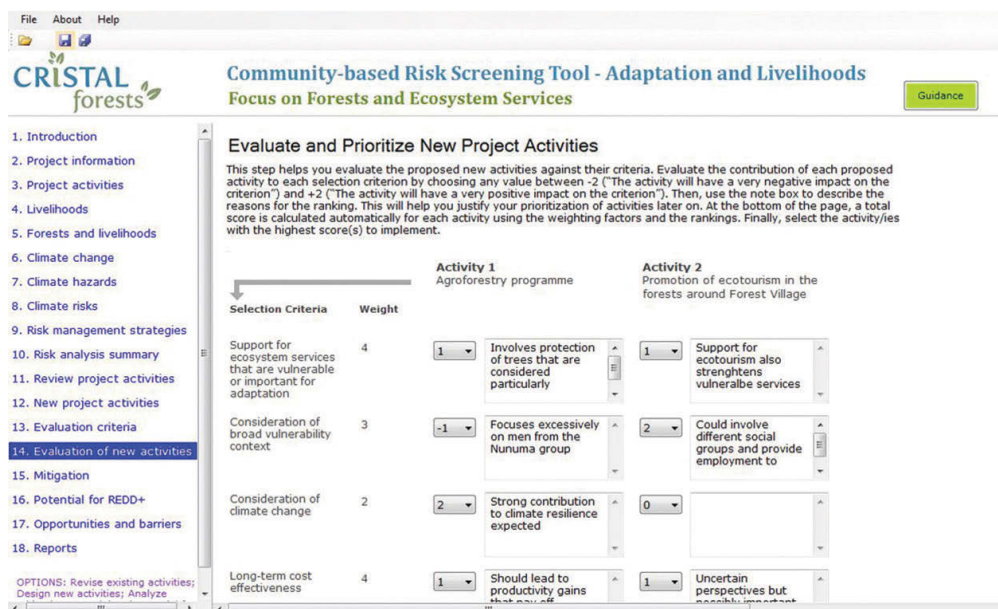 File About Help
CRiSTAL
forests
Community-based Risk Screening Tool - Adaptation and Livelihoods
Focus on Forests and Ecosystem Services
Guidance
1. Introduction
2. Project information
3. Project activities
4. Livelihoods
5. Forests and livelihoods
6. Climate change
7. Climate hazards
8. Climate risks
9. Risk management strategies
10. Risk analysis summary
11. Review project activities
12. New project activities
13. Evaluation criteria
14. Evaluation of new activities
15. Mitigation
16. Potential for REDD+
17. Opportunities and barriers
18. Reports
OPTIONS: Revise existing activities;
Design new activities; Analyze
Evaluate and Prioritize New Project Activities
This step helps you evaluate the proposed new activities against their criteria. Evaluate the contribution of each proposed
activity to each selection criterion by choosing any value between -2 ("The activity will have a very negative impact on the
criterion") and +2 ("The activity will have a very positive impact on the criterion"). Then, use the note box to describe the
reasons for the ranking. This will help you justify your prioritization of activities later on. At the bottom of the page, a total
score is calculated automatically for each activity using the weighting factors and the rankings. Finally, select the activity/ies
with the highest score(s) to implement.
Activity 1
Agroforestry programme
Activity 2
Promotion of ecotourism in the
forests around Forest Village
Selection Criteria Weight
Support for
ecosystem services
that are vulnerable
or important for
adaptation
4
1
Involves protection
of trees that are
considered
particularly
1
Support for
ecotourism also
strenghtens
vulneralbe services
Consideration of
broad vulnerability
context
3
-1
Focuses excessively
on men from the
Nunuma group
2
Could involve
different social
groups and provide
employment to
Consideration of
climate change
2
2
Strong contribution
to climate resilience
expected
0
Long-term cost
effectiveness
4
1
Should lead to
productivity gains
that pay off
1
Uncertain
perspectives but
possibly important